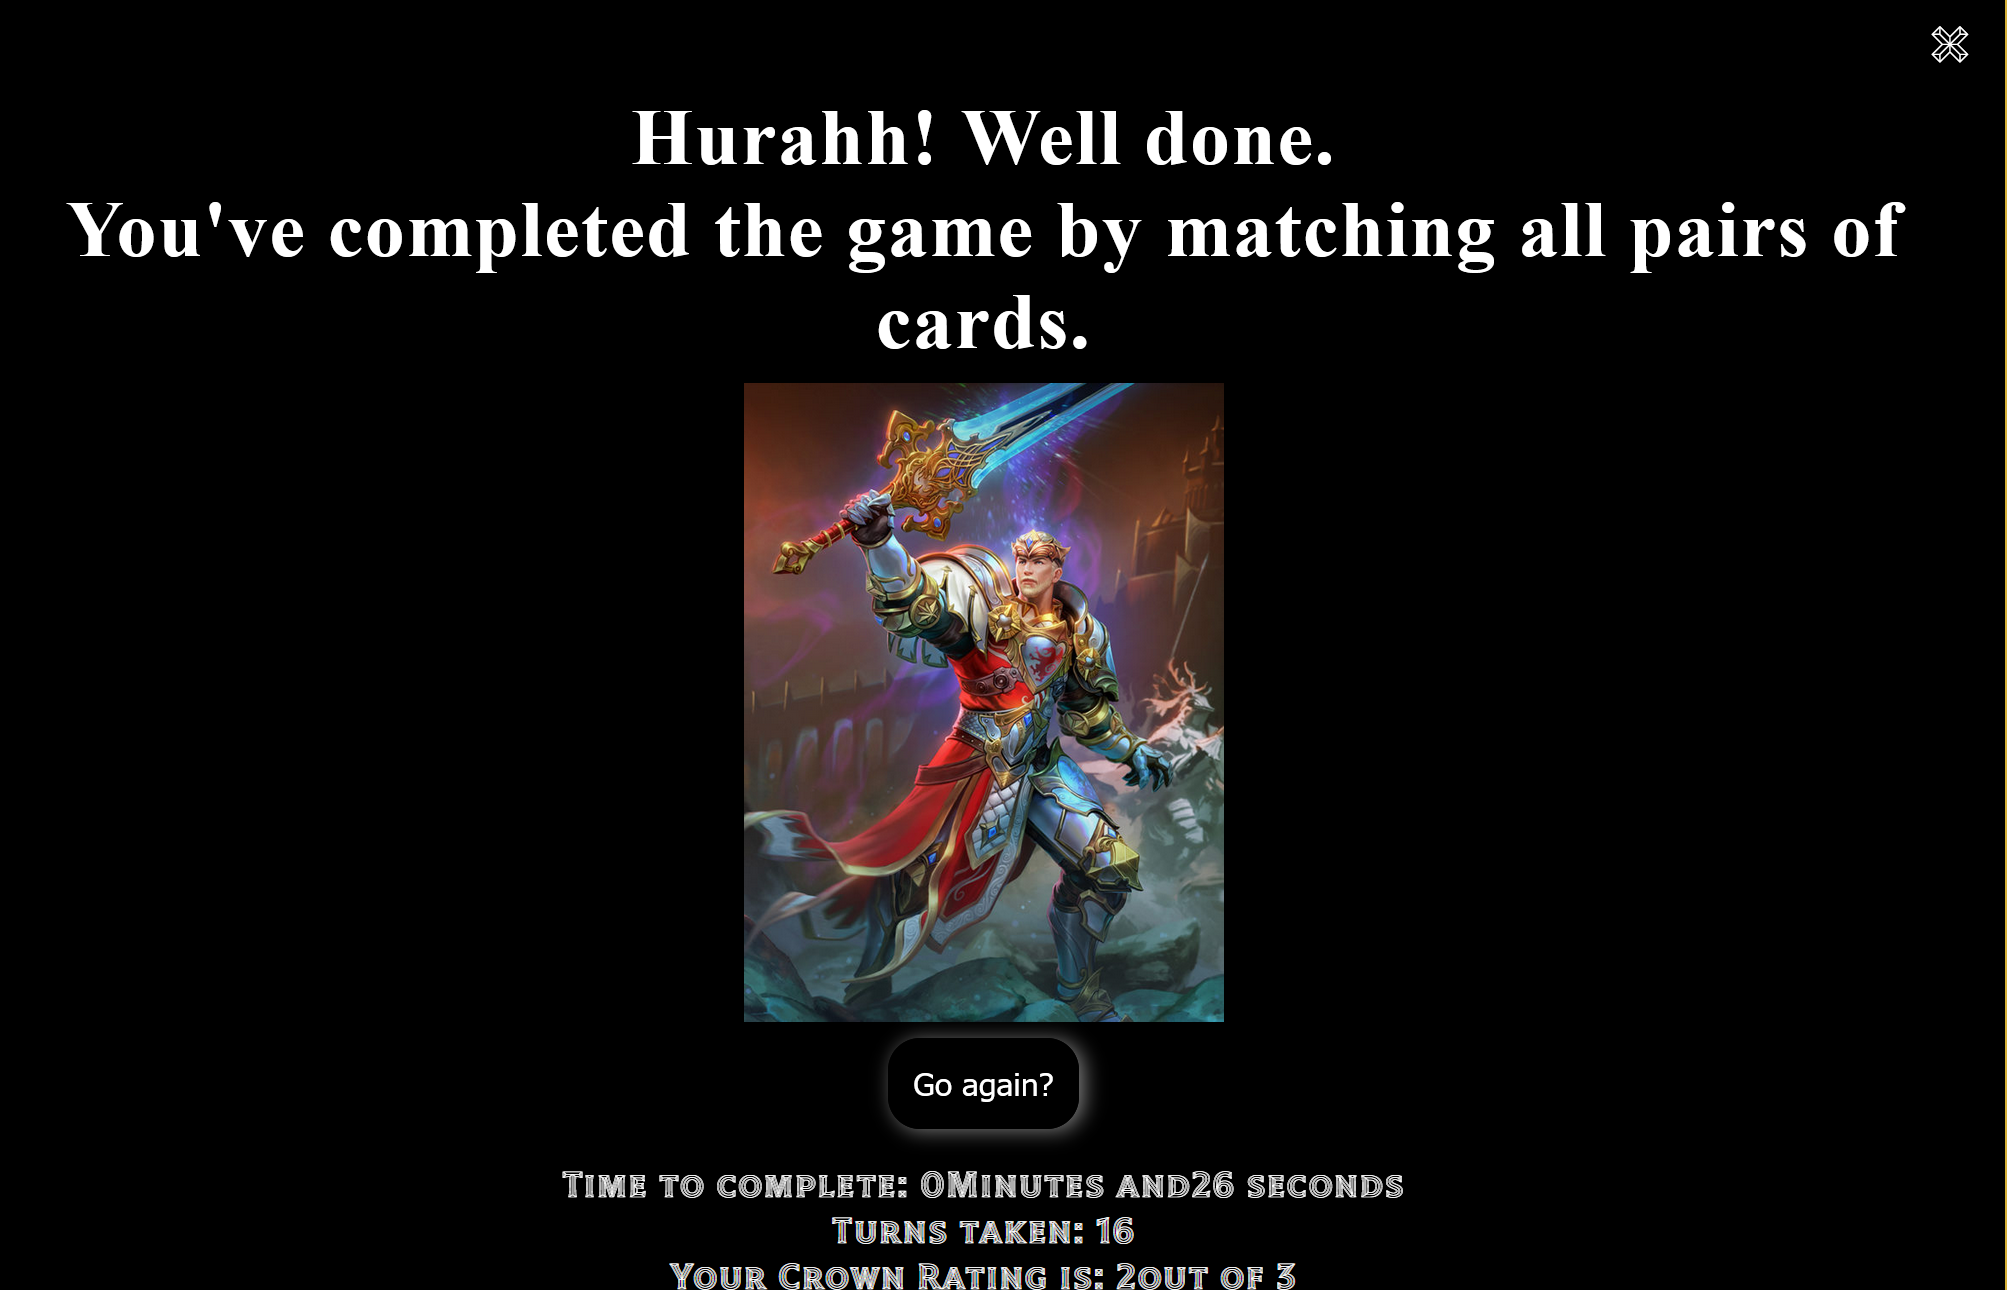 Hurahh! Well done.
You've completed the game by matching all pairs of
cards.
Go again?
Time to complete: 0Minutes and26 seconds
Turns taken: 16
Your Crown Rating is: 2out of 3